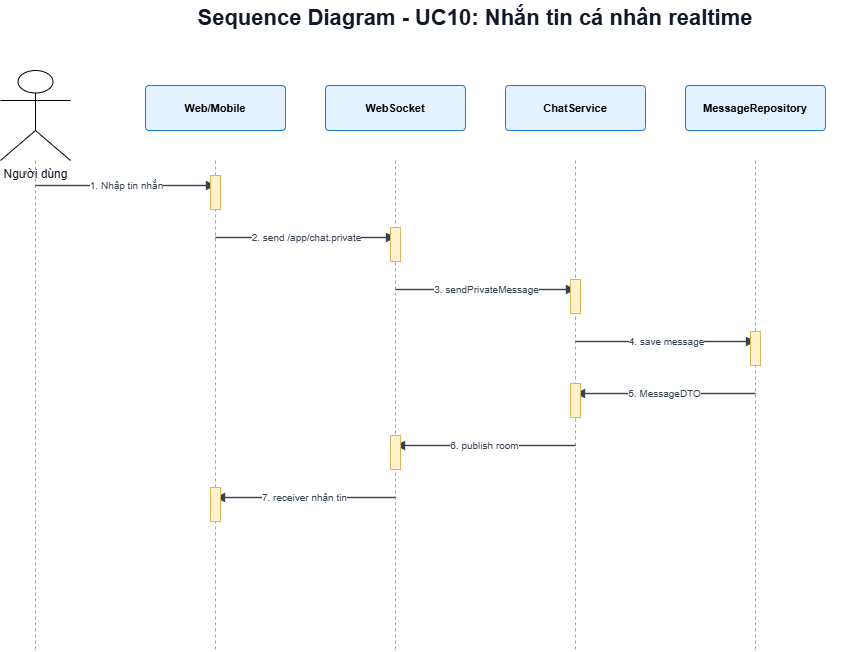 Sequence Diagram - UC10: Nhắn tin cá nhân realtime
Web/Mobile
WebSocket
ChatService
MessageRepository
Người dùng
1. Nhập tin nhắn
2. send /app/chat.private
3. sendPrivateMessage
4. save message
5. MessageDTO
6. publish room
7. receiver nhận tin